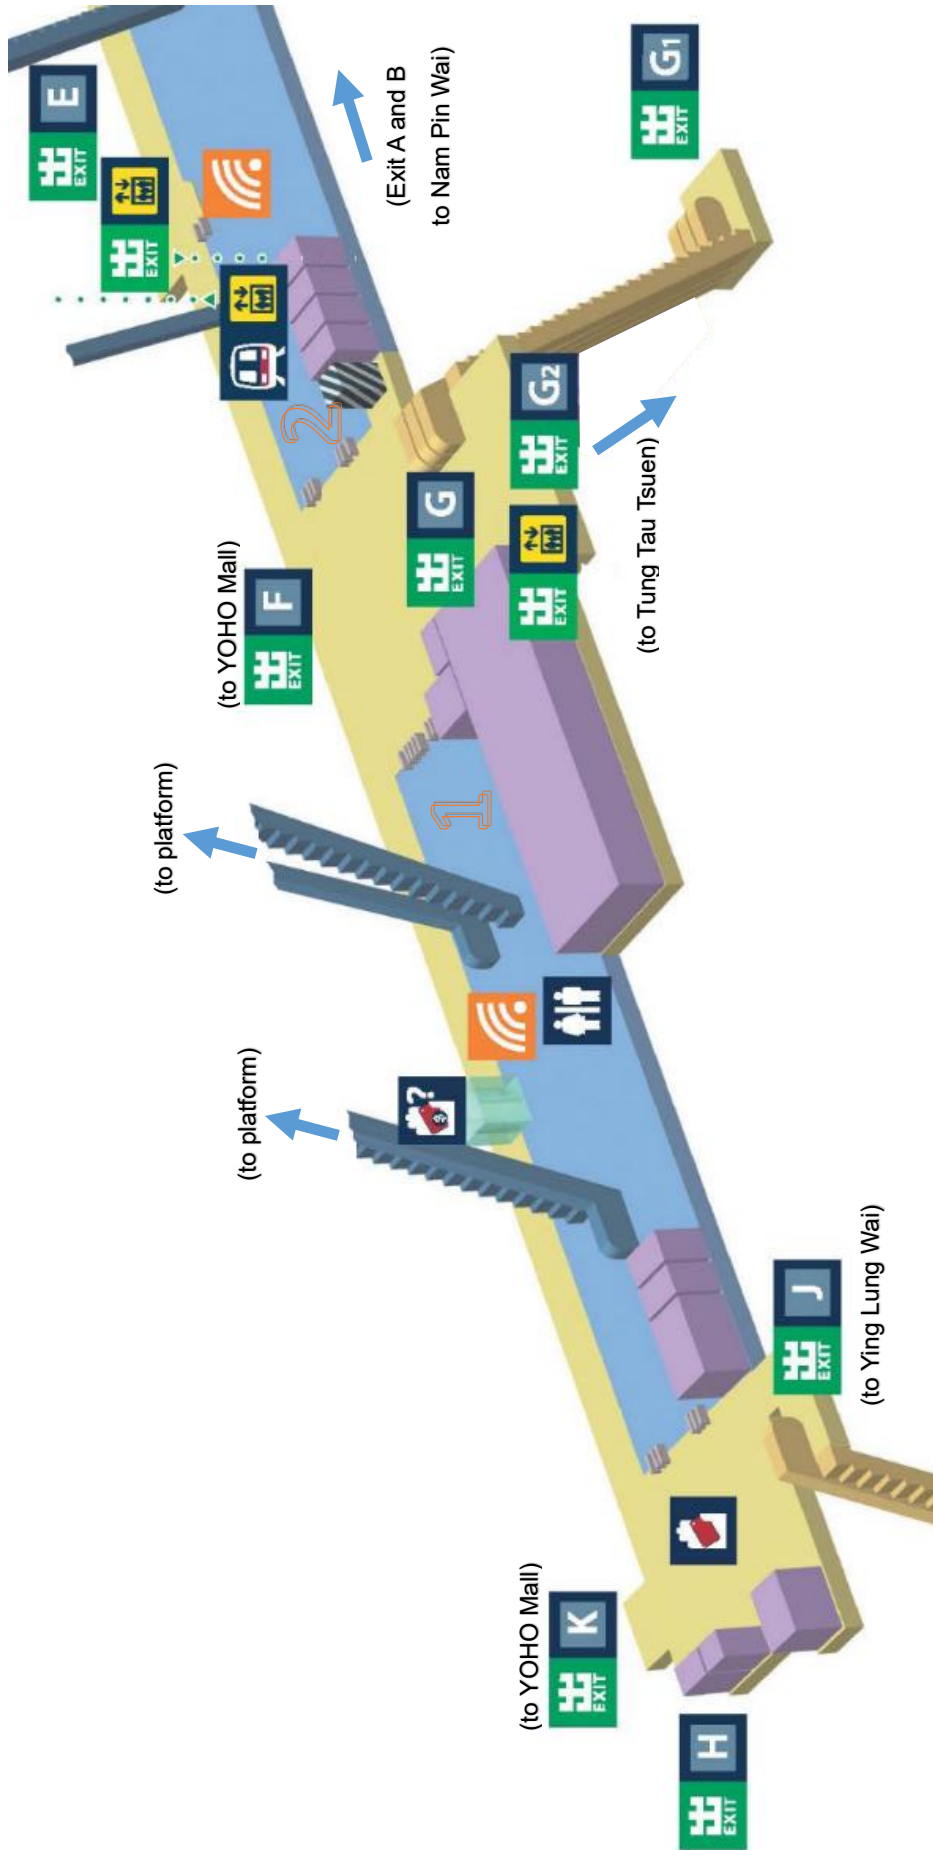 EXIT H
(to YOHO Mall)
EXIT K
EXIT J
(to Ying Lung Wai)
(to platform)
?
(to platform)
1
(to YOHO Mall)
EXIT F
EXIT G
EXIT
EXIT G2
(to Tung Tau Tsuen)
EXIT G1
2
EXIT
EXIT E
(Exit A and B
to Nam Pin Wai)